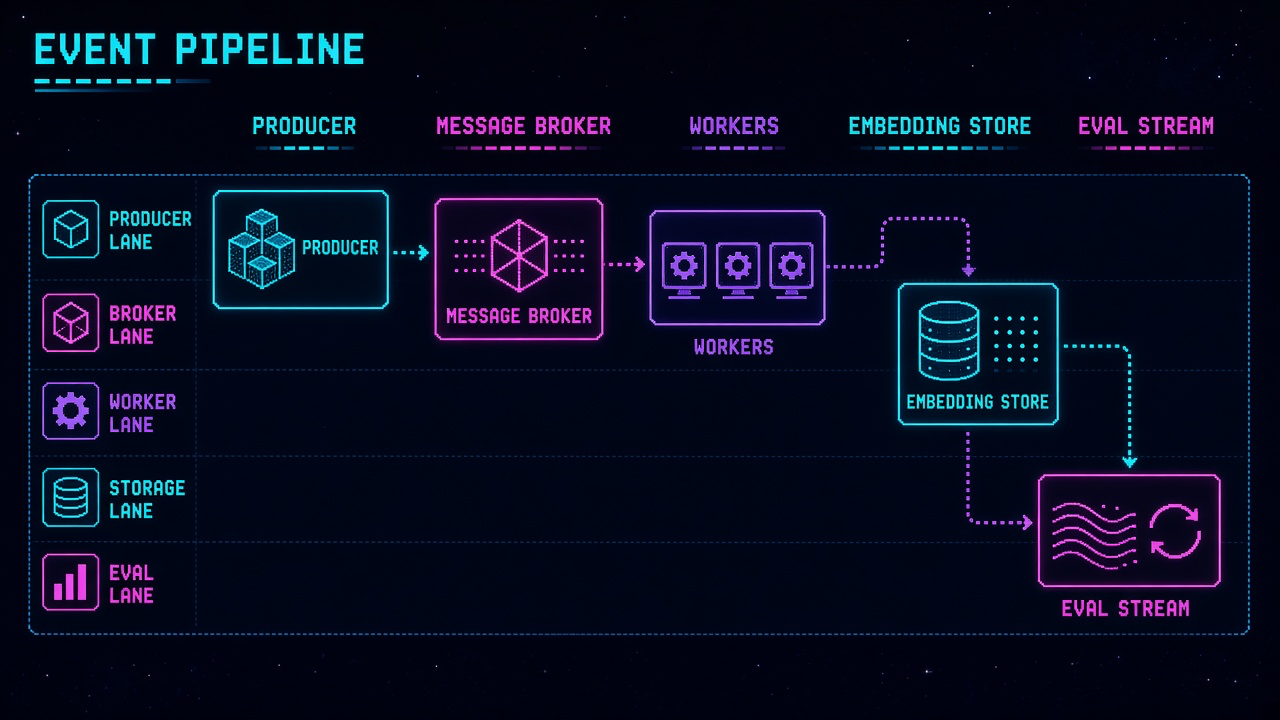 EVENT PIPELINE
PRODUCER
MESSAGE BROKER
WORKERS
EMBEDDING STORE
EVAL STREAM
PRODUCER
LANE
PRODUCER
MESSAGE BROKER
WORKERS
BROKER
LANE
WORKER
LANE
EMBEDDING STORE
STORAGE
LANE
EVAL
LANE
EVAL STREAM